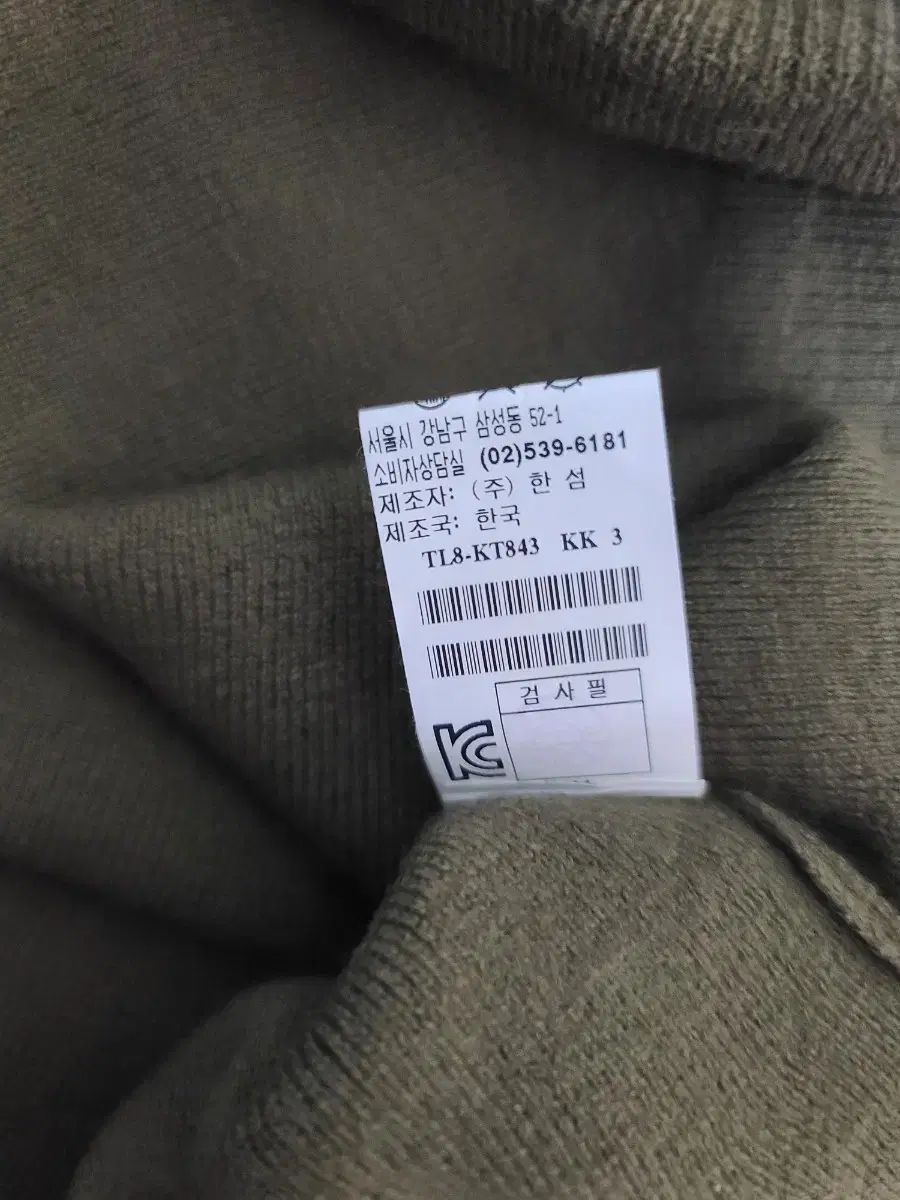 서울시 강남구 삼성동 52-1
소비자상담실 (02)539-6181
제조자: (주) 한 섬
제조국: 한국
TL8-KT843 KK 3
검 사 필
KC